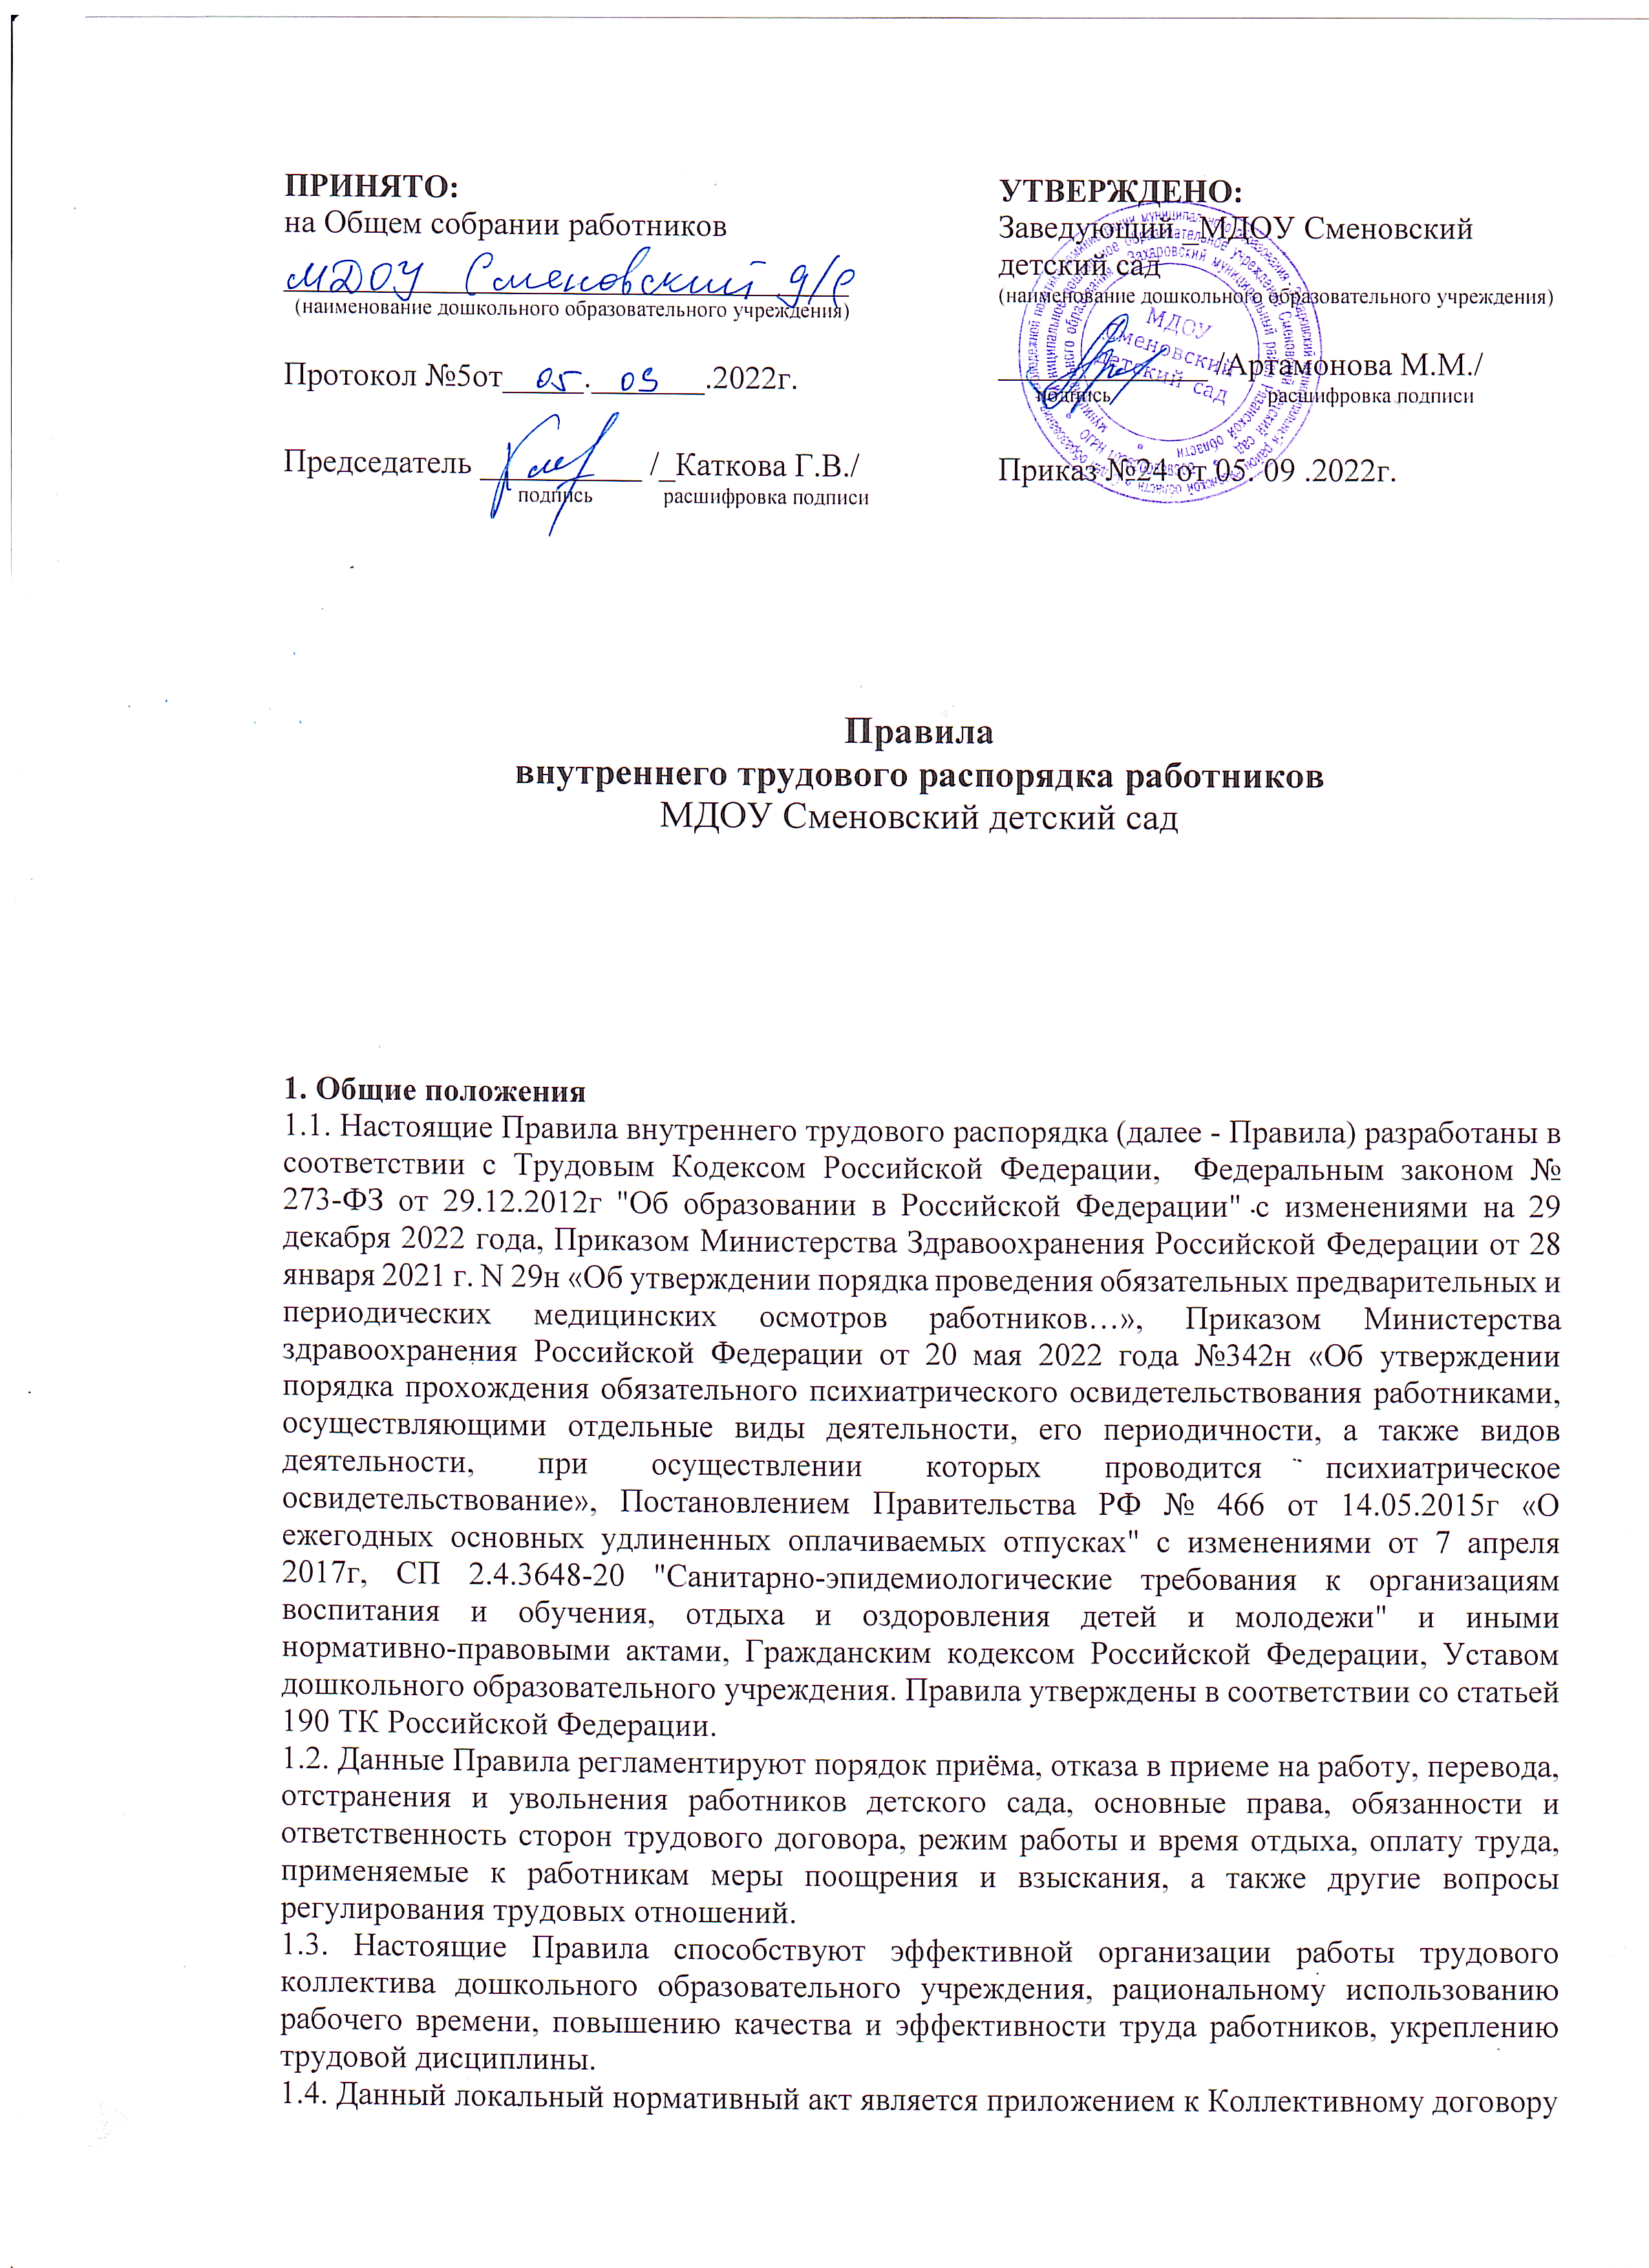 ПРИНЯТО:
на Общем собрании работников
МДОУ Сменовский д/с
(наименование дошкольного образовательного учреждения)
Протокол №5от 05 . 09 .2022г.
Председатель /_Каткова Г.В./
подпись расшифровка подписи
УТВЕРЖДЕНО:
Заведующий _МДОУ Сменовский
детский сад
(наименование дошкольного образовательного учреждения)
/Артамонова М.М./
подпись расшифровка подписи
Приказ №24 от 05. 09 .2022г.
МДОУ
Сменовский
детский сад
Правила
внутреннего трудового распорядка работников
МДОУ Сменовский детский сад
1. Общие положения
1.1. Настоящие Правила внутреннего трудового распорядка (далее - Правила) разработаны в
соответствии с Трудовым Кодексом Российской Федерации, Федеральным законом №
273-ФЗ от 29.12.2012г "Об образовании в Российской Федерации" с изменениями на 29
декабря 2022 года, Приказом Министерства Здравоохранения Российской Федерации от 28
января 2021 г. N 29н «Об утверждении порядка проведения обязательных предварительных и
периодических медицинских осмотров работников…», Приказом Министерства
здравоохранения Российской Федерации от 20 мая 2022 года №342н «Об утверждении
порядка прохождения обязательного психиатрического освидетельствования работниками,
осуществляющими отдельные виды деятельности, его периодичности, а также видов
деятельности, при осуществлении которых проводится психиатрическое
освидетельствование», Постановлением Правительства РФ № 466 от 14.05.2015г «О
ежегодных основных удлиненных оплачиваемых отпусках" с изменениями от 7 апреля
2017г, СП 2.4.3648-20 "Санитарно-эпидемиологические требования к организациям
воспитания и обучения, отдыха и оздоровления детей и молодежи" и иными
нормативно-правовыми актами, Гражданским кодексом Российской Федерации, Уставом
дошкольного образовательного учреждения. Правила утверждены в соответствии со статьей
190 ТК Российской Федерации.
1.2. Данные Правила регламентируют порядок приёма, отказа в приеме на работу, перевода,
отстранения и увольнения работников детского сада, основные права, обязанности и
ответственность сторон трудового договора, режим работы и время отдыха, оплату труда,
применяемые к работникам меры поощрения и взыскания, а также другие вопросы
регулирования трудовых отношений.
1.3. Настоящие Правила способствуют эффективной организации работы трудового
коллектива дошкольного образовательного учреждения, рациональному использованию
рабочего времени, повышению качества и эффективности труда работников, укреплению
трудовой дисциплины.
1.4. Данный локальный нормативный акт является приложением к Коллективному договору